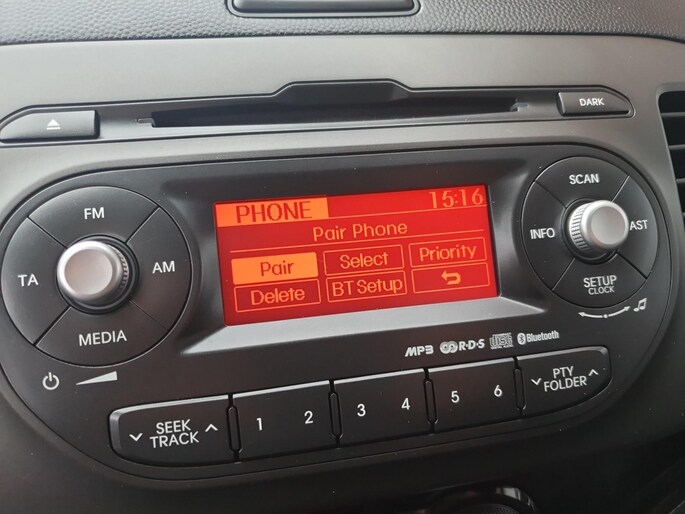 DARK
FM
TA
AM
MEDIA
PHONE 15:16
Pair Phone
Pair Select Priority
Delete BT Setup
SCAN
INFO
AST
SETUP
CLOCK
MP3 R·D·S Bluetooth
SEEK
TRACK
1 2 3 4 5 6
PTY
FOLDER